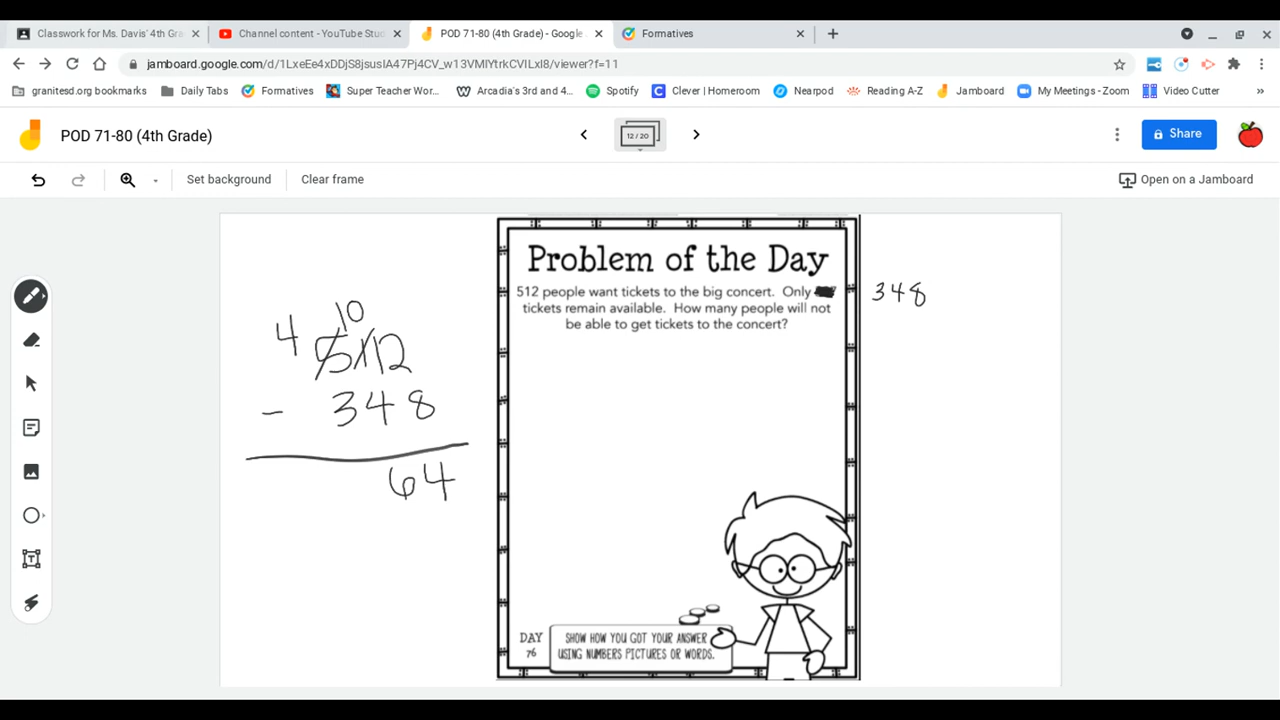 Classwork for Ms. Davis' 4th Gra
Channel content - YouTube Stu
POD 71-80 (4th Grade) - Google
Formatives
jamboard.google.com/d/1LxeEe4xDDjS8jsusIA47Pj4CV_w13VMlYtrkCVILxl8/viewer?f=11
granitesd.org bookmarks
Daily Tabs
Formatives
Super Teacher Wor...
Arcadia's 3rd and 4...
Spotify
Clever | Homeroom
Nearpod
Reading A-Z
Jamboard
My Meetings - Zoom
Video Cutter
»
POD 71-80 (4th Grade)
12 / 20
Share
Set background
Clear frame
Open on a Jamboard
Problem of the Day
512 people want tickets to the big concert. Only
tickets remain available. How many people will not
be able to get tickets to the concert?
348
10
4 5112
- 348
64
DAY
76
SHOW HOW YOU GOT YOUR ANSWER
USING NUMBERS PICTURES OR WORDS.